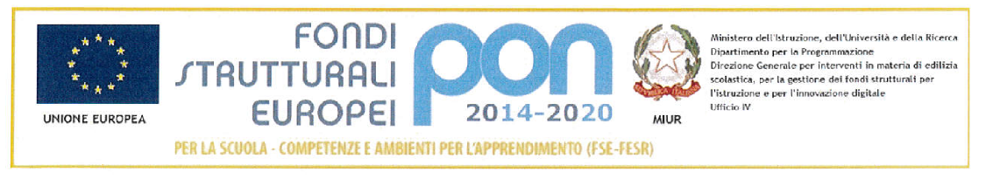 UNIONE EUROPEA
FONDI
STRUTTURALI
EUROPEI
pon
2014-2020
PER LA SCUOLA - COMPETENZE E AMBIENTI PER L'APPRENDIMENTO (FSE-FESR)
REPVBBLICA ITALIANA
MIUR
Ministero dell'Istruzione, dell'Università e della Ricerca
Dipartimento per la Programmazione
Direzione Generale per interventi in materia di edilizia
scolastica, per la gestione dei fondi strutturali per
l'istruzione e per l'innovazione digitale
Ufficio IV